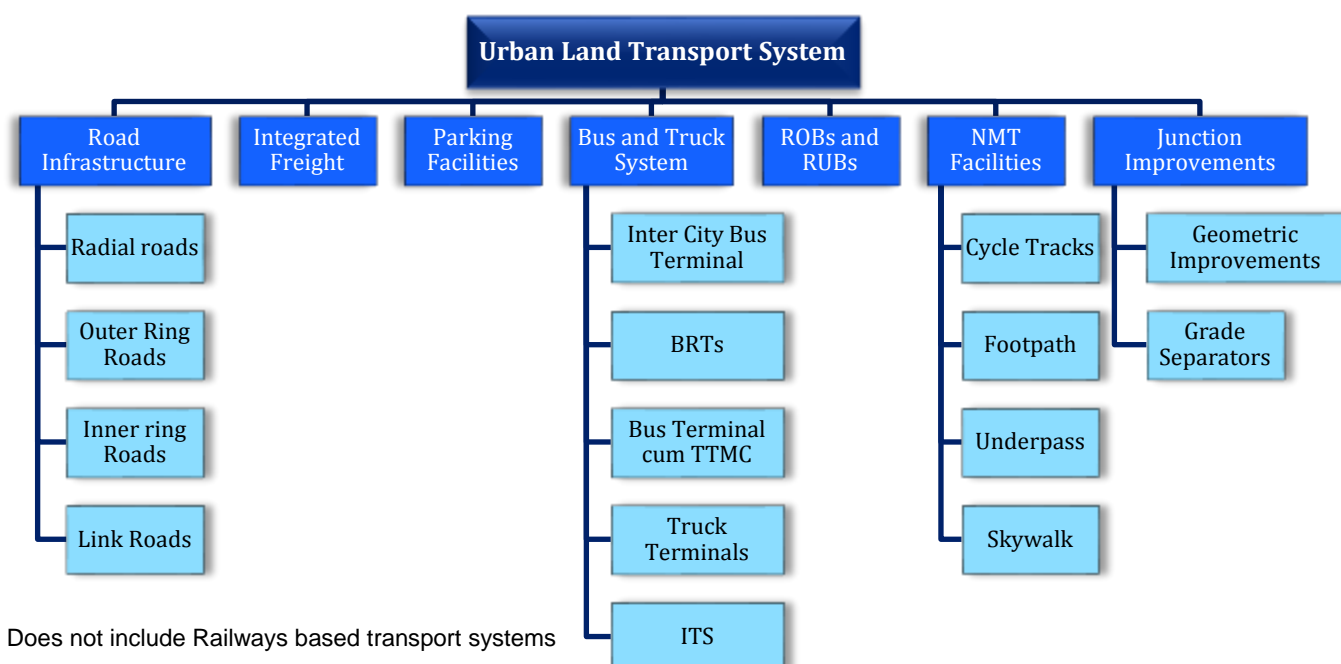 Urban Land Transport System
Road
Infrastructure
Integrated
Freight
Parking
Facilities
Bus and Truck
System
ROBs and
RUBs
NMT
Facilities
Junction
Improvements
Radial roads
Outer Ring
Roads
Inner ring
Roads
Link Roads
Inter City Bus
Terminal
BRTs
Bus Terminal
cum TTMC
Truck
Terminals
ITS
Cycle Tracks
Footpath
Underpass
Skywalk
Geometric
Improvements
Grade
Separators
Does not include Railways based transport systems